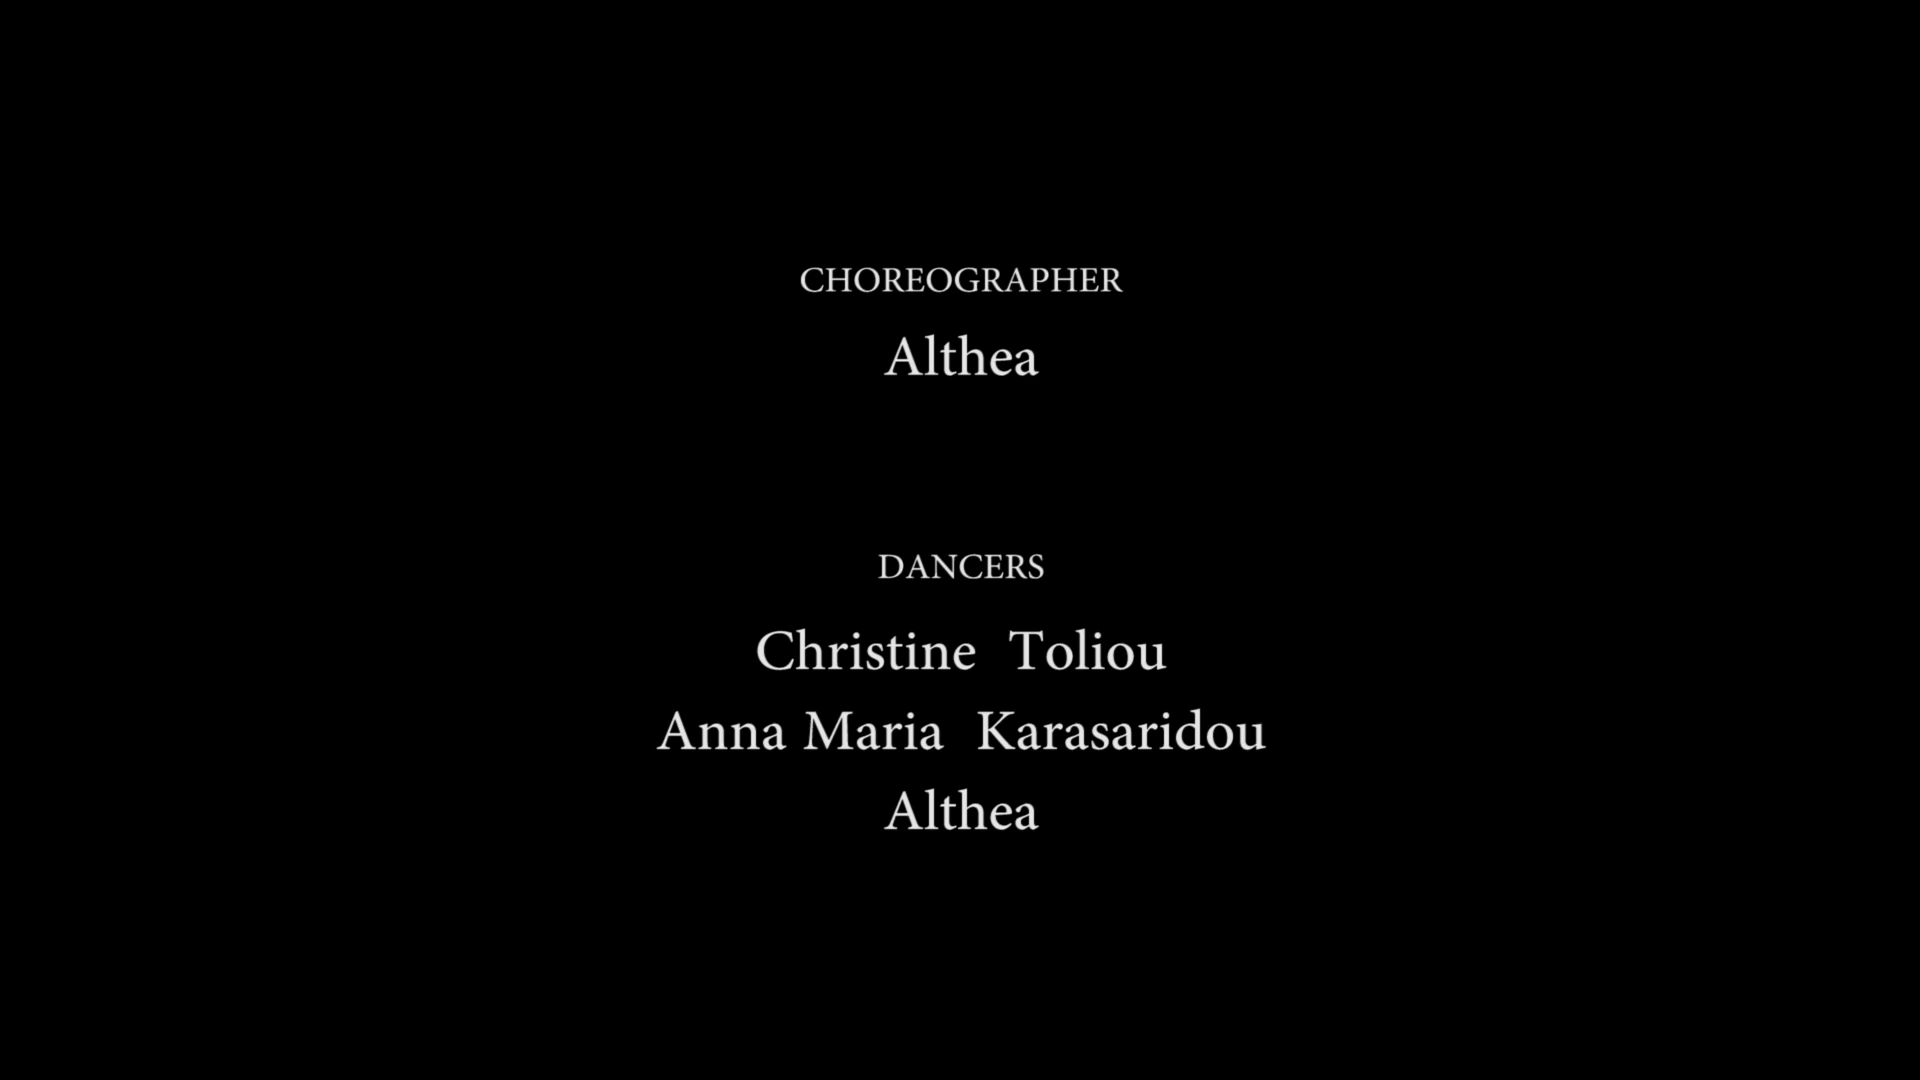 CHOREOGRAPHER
Althea
DANCERS
Christine Toliou
Anna Maria Karasaridou
Althea